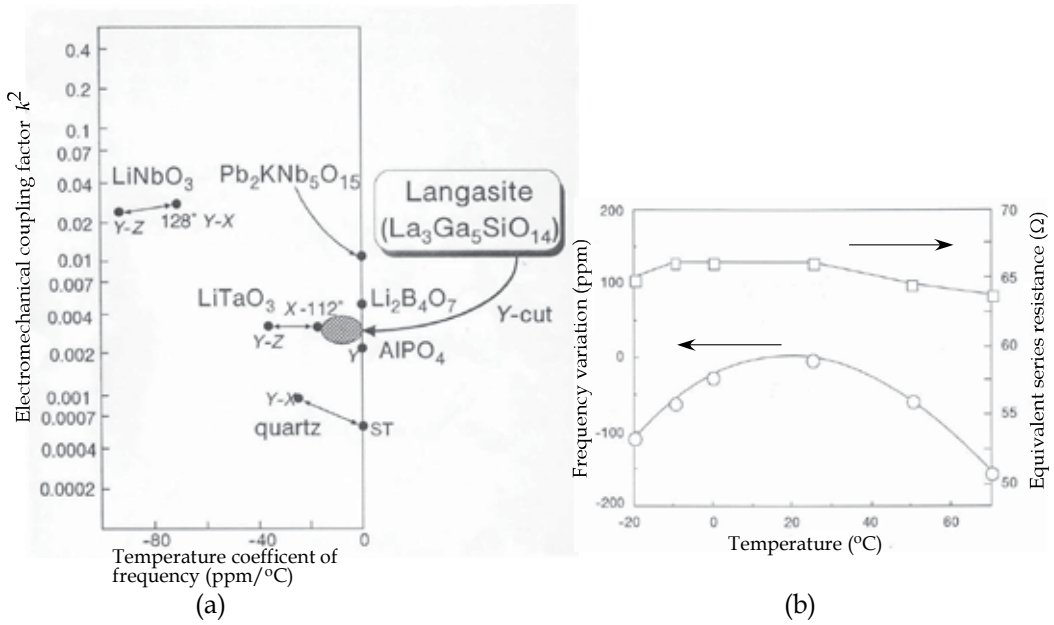 Electromechanical coupling factor k²
0.4
0.2
0.1
0.07
0.04
0.02
0.01
0.007
0.004
0.002
0.001
0.0007
0.0004
0.0002
LiNbO₃
Y-Z
128° Y-X
Pb₂KNb₅O₁₅
Langasite
(La₃Ga₅SiO₁₄)
LiTaO₃
X-112°
Y-Z
Li₂B₄O₇
Y-cut
Y
AlPO₄
Y-X
quartz
ST
-80
-40
0
Temperature coefficent of
frequency (ppm/°C)
(a)
Frequency variation (ppm)
200
100
0
-100
-200
-20
0
20
40
60
Temperature (°C)
70
65
60
55
50
Equivalent series resistance (Ω)
(b)